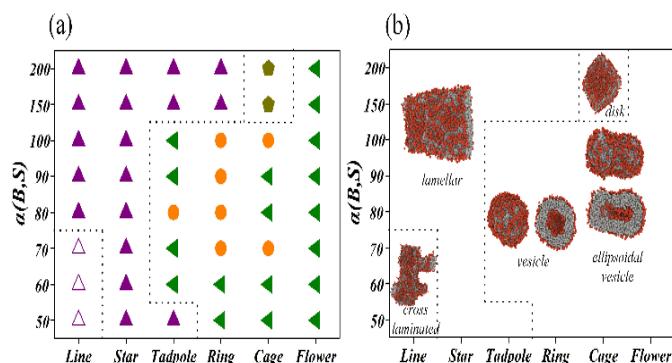 (a)
(b)
α(B,S)
200
150
100
90
80
70
60
50
Line Star Tadpole Ring Cage Flower
α(B,S)
200
150
100
90
80
70
60
50
disk
lamellar
vesicle
ellipsoidal
vesicle
cross
laminated
Line Star Tadpole Ring Cage Flower